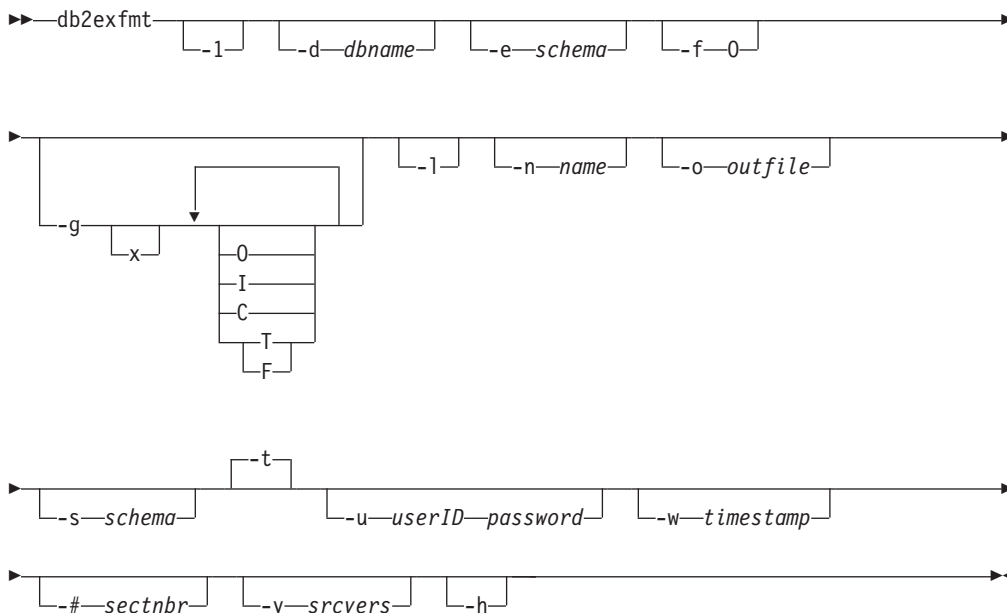 db2exfmt -1 -d dbname -e schema -f O
-g x O I C T F -l -n name -o outfile
-s schema -t -u userID password -w timestamp
-# sectnbr -v srcvers -h